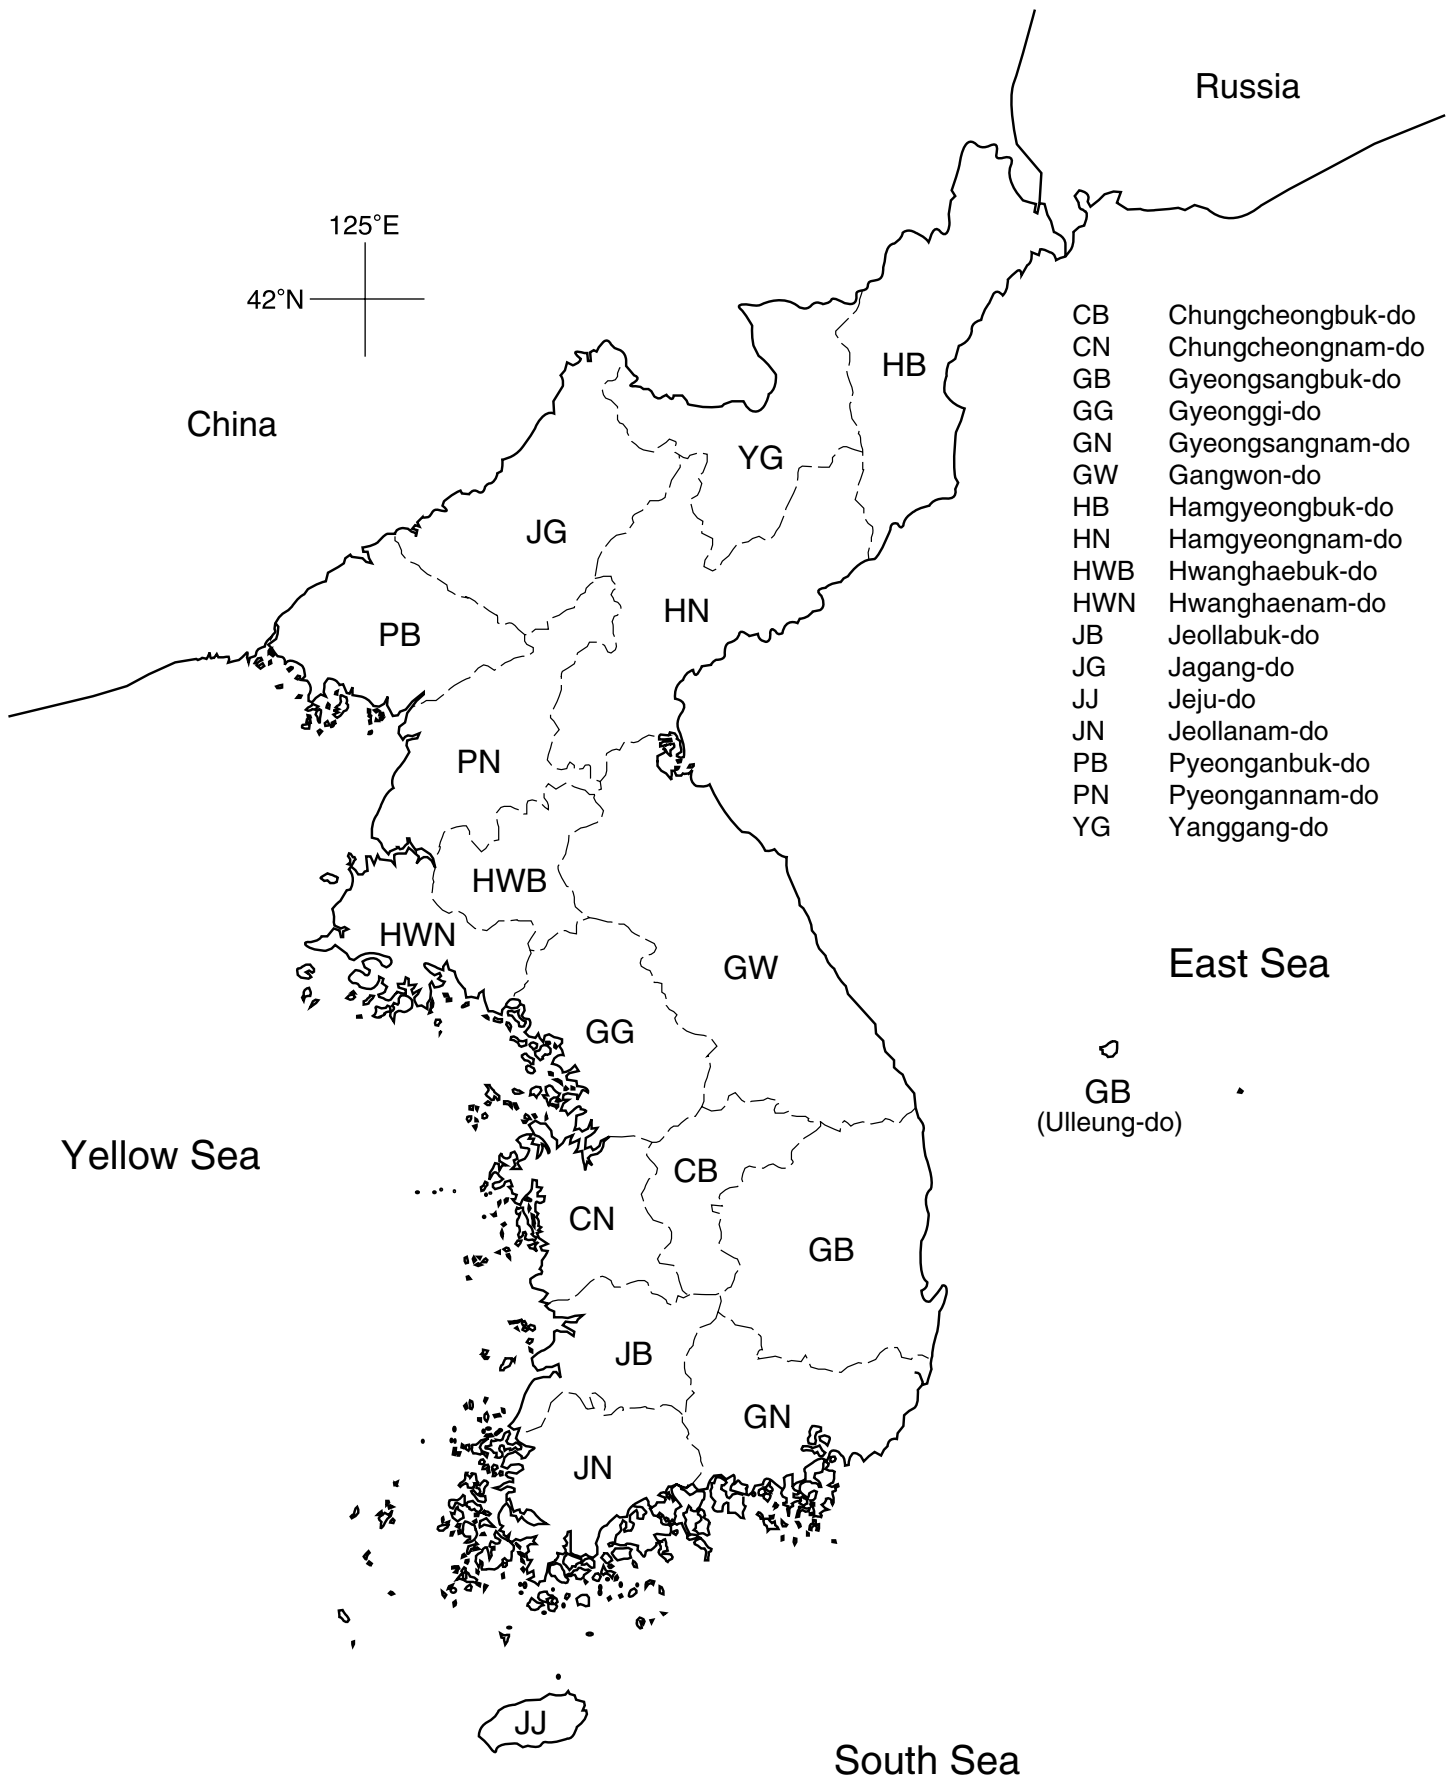 Russia
125°E
42°N
China
HB
YG
JG
HN
PB
PN
HWB
HWN
GW
GG
CB
CN
GB
JB
GN
JN
JJ
CB Chungcheongbuk-do
CN Chungcheongnam-do
GB Gyeongsangbuk-do
GG Gyeonggi-do
GN Gyeongsangnam-do
GW Gangwon-do
HB Hamgyeongbuk-do
HN Hamgyeongnam-do
HWB Hwanghaebuk-do
HWN Hwanghaenam-do
JB Jeollabuk-do
JG Jagang-do
JJ Jeju-do
JN Jeollanam-do
PB Pyeonganbuk-do
PN Pyeongannam-do
YG Yanggang-do
East Sea
GB
(Ulleung-do)
Yellow Sea
South Sea